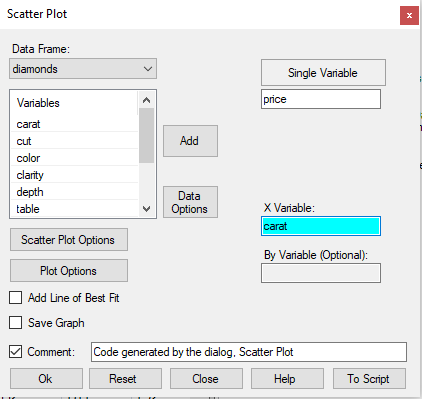 Scatter Plot
x
Data Frame:
diamonds
Single Variable
price
Variables
carat
cut
color
clarity
depth
table
Add
Data
Options
X Variable:
carat
By Variable (Optional):
Scatter Plot Options
Plot Options
Add Line of Best Fit
Save Graph
Comment:
Code generated by the dialog, Scatter Plot
Ok
Reset
Close
Help
To Script